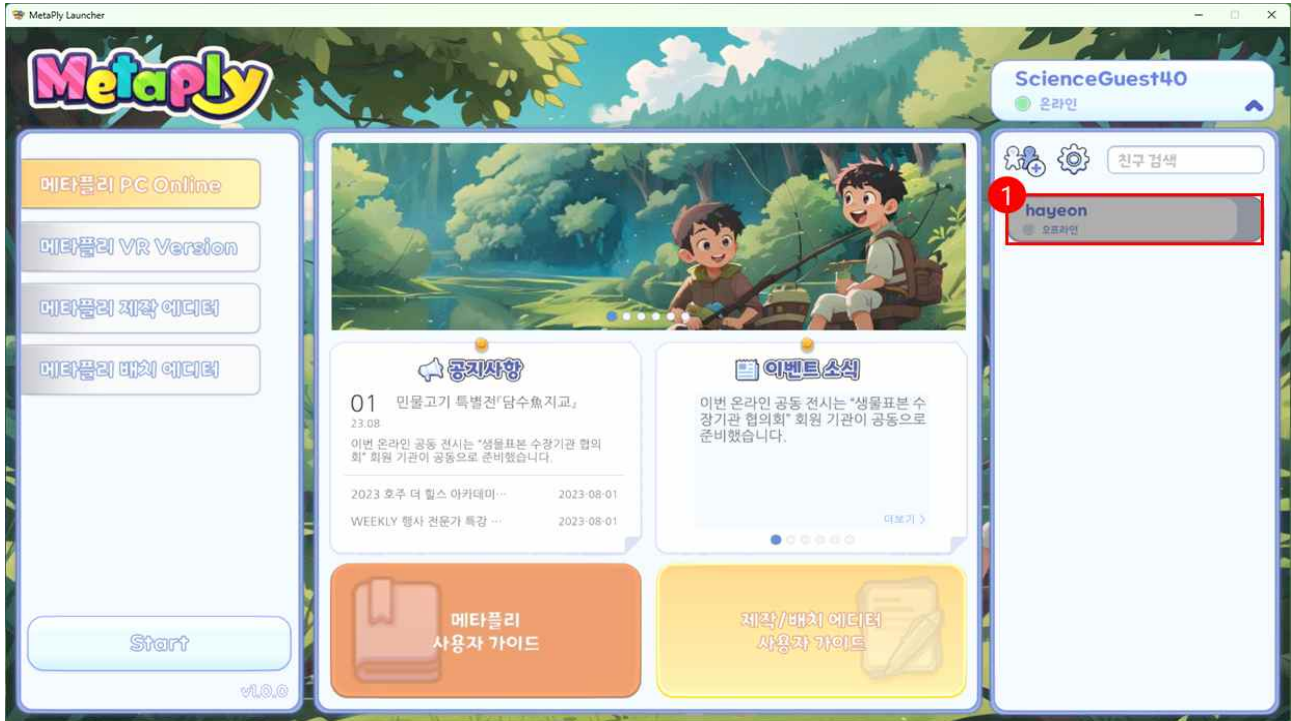 MetaPly Launcher
Metaply
ScienceGuest40
온라인
메타플리 PC Online
메타플리 VR Version
메타플리 제작 에디터
메타플리 배치 에디터
Start
v1.0.0
공지사항
01 민물고기 특별전「담수魚지교」
23.08
이번 온라인 공동 전시는 "생물표본 수장기관 협의
회" 회원 기관이 공동으로 준비했습니다.
2023 호주 더 힐스 아카데미… 2023-08-01
WEEKLY 행사 전문가 특강 … 2023-08-01
이벤트 소식
이번 온라인 공동 전시는 "생물표본 수
장기관 협의회" 회원 기관이 공동으로
준비했습니다.
더보기 >
메타플리
사용자 가이드
제작/배치 에디터
사용자 가이드
친구 검색
1
hayeon
오프라인